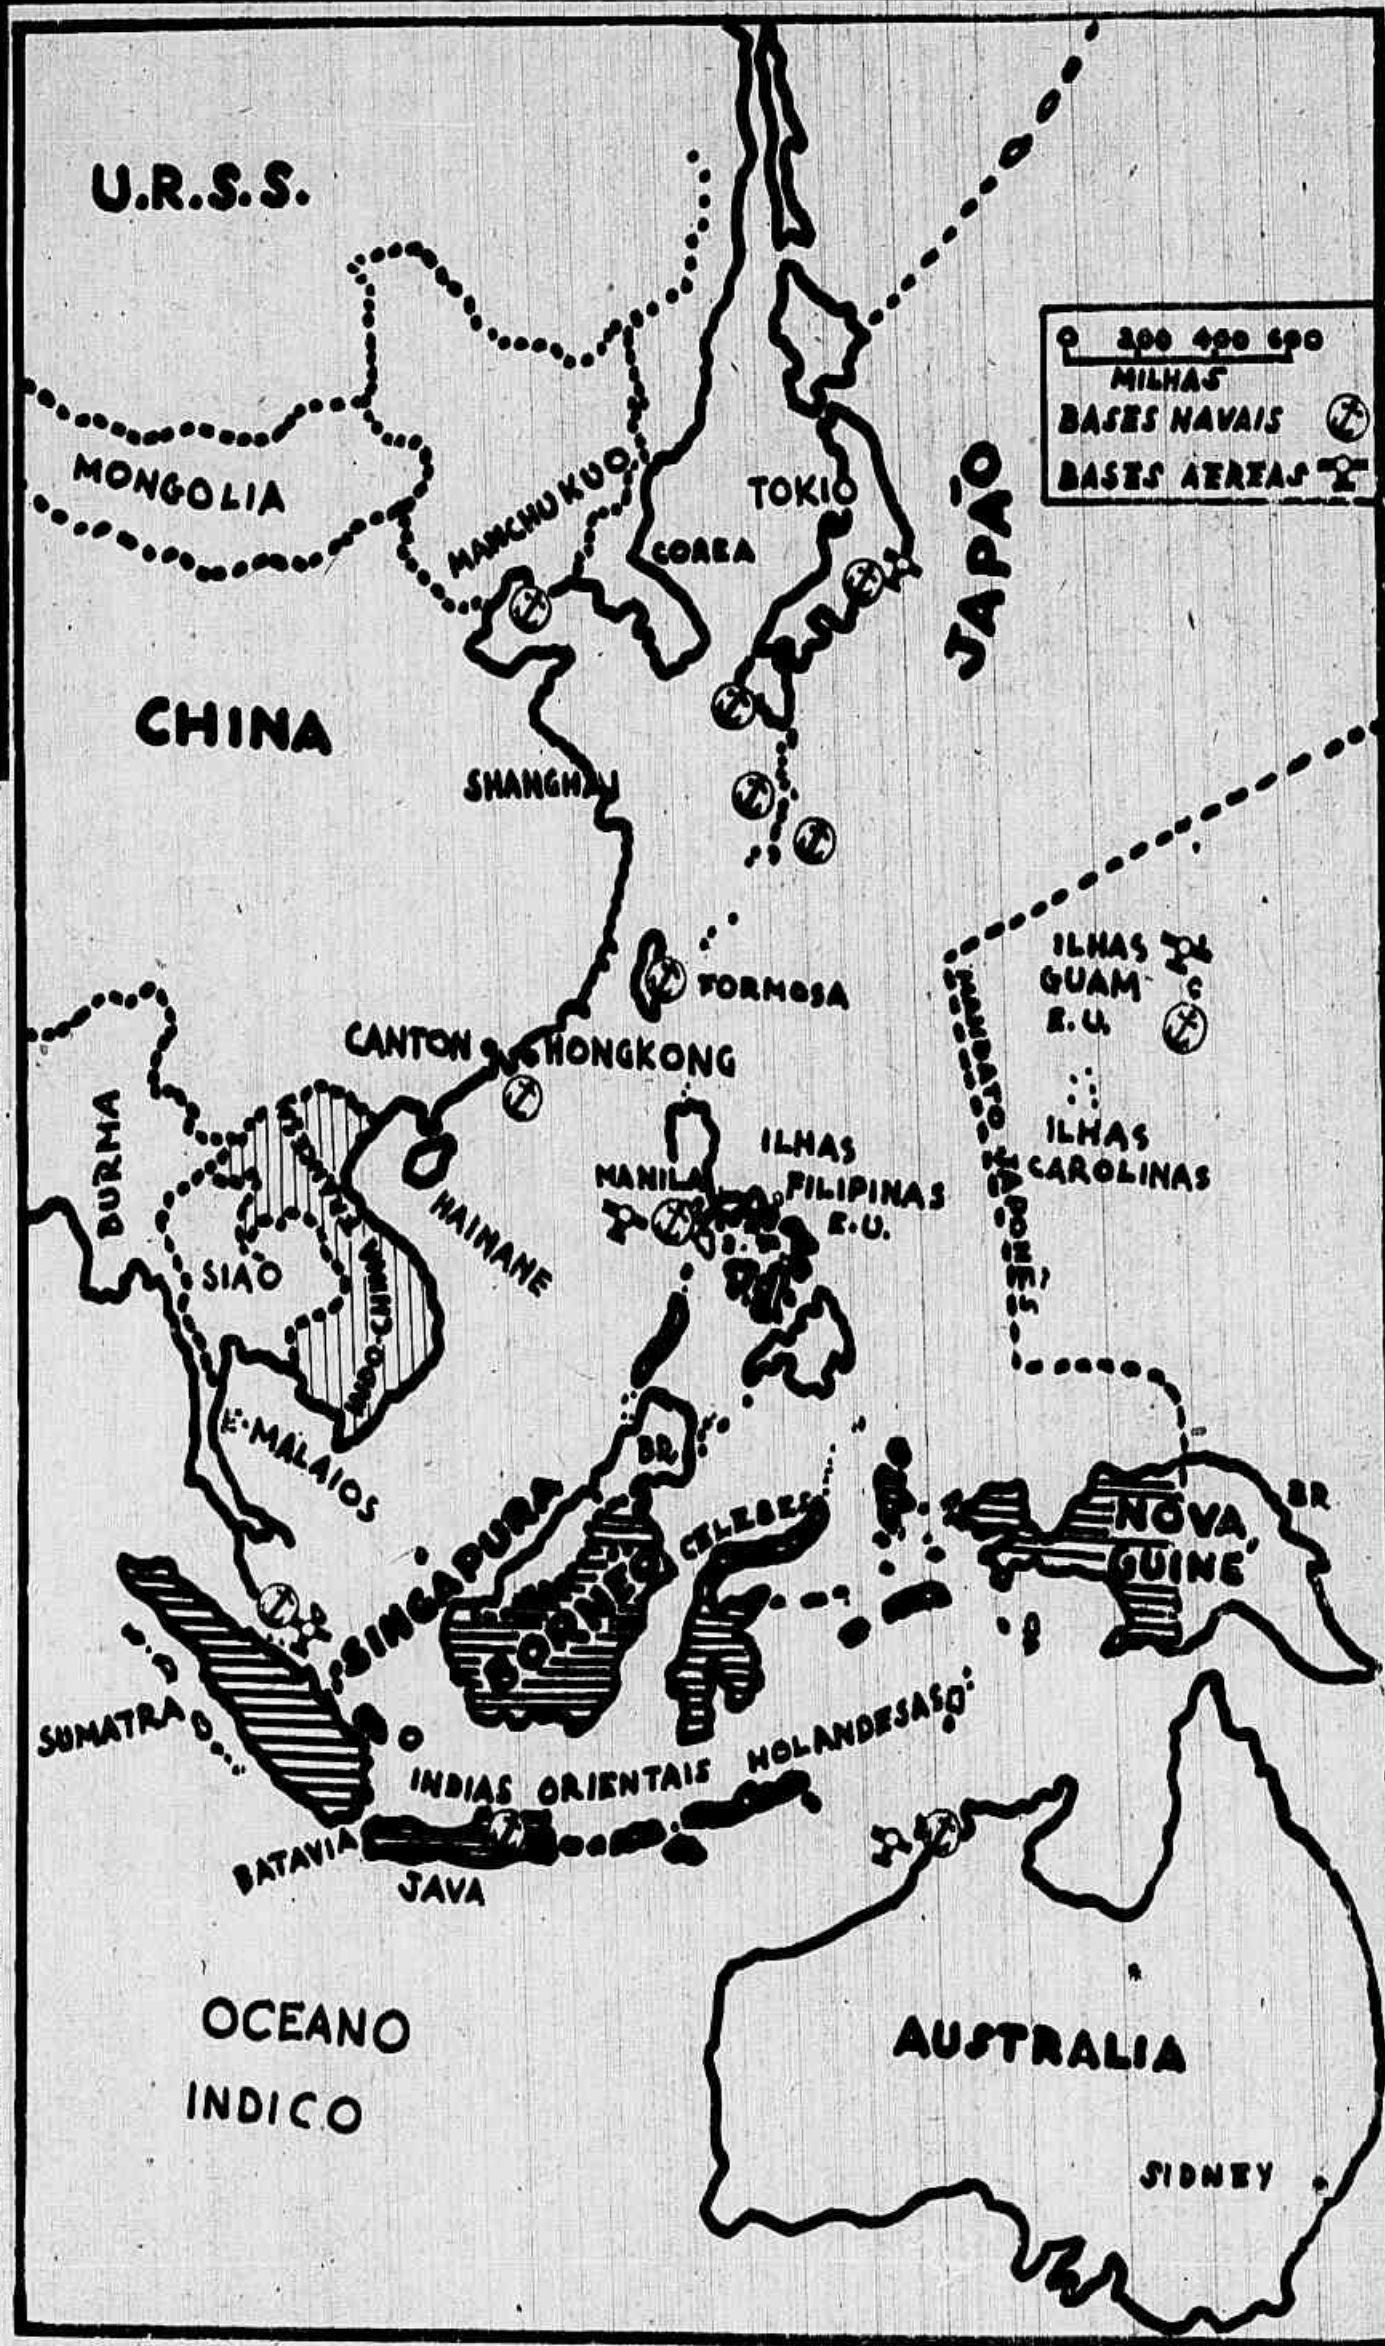 U.R.S.S.
0 200 400 600
MILHAS
BASES NAVAIS
BASES AEREAS
MONGOLIA
MANCHUKUO
TOKIO
COREA
JAPÃO
CHINA
SHANGHAI
ILHAS
GUAM
E.U.
FORMOSA
CANTON
HONGKONG
MANDATO JAPONÊS
BURMA
ILHAS
CAROLINAS
ILHAS
FILIPINAS
E.U.
MANILA
HAINANE
SIAO
INDO-CHINA
E-MALAIOS
BR
BR
SINGAPURA
CELEBES
NOVA
GUINÉ
BORNEO
SUMATRA
INDIAS ORIENTAIS HOLANDESAS
BATAVIA
JAVA
OCEANO
INDICO
AUSTRALIA
SIDNEY